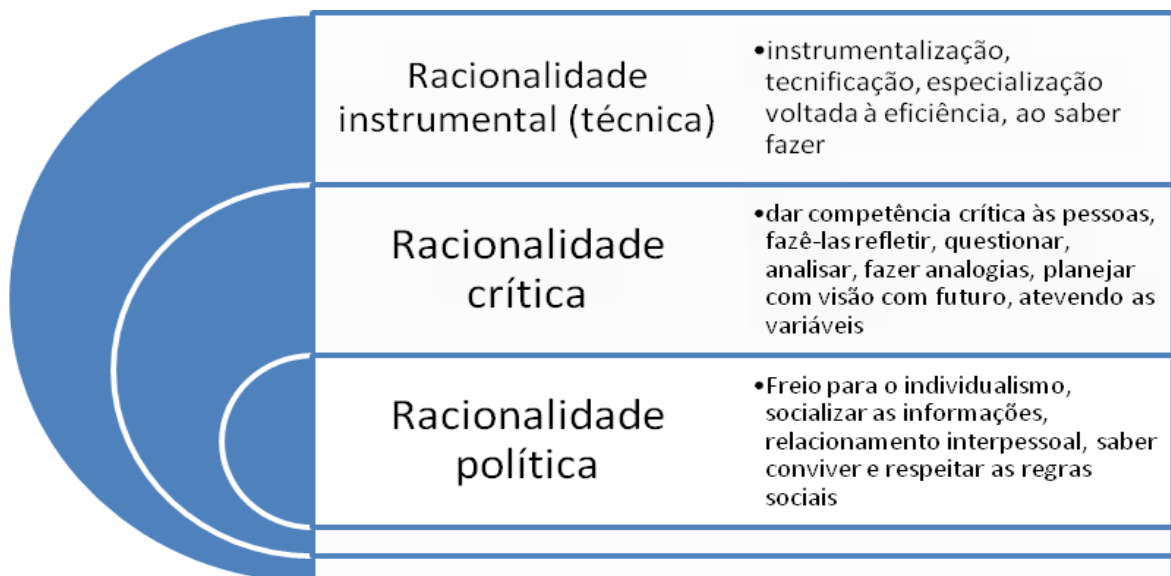 Racionalidade
instrumental (técnica)
•instrumentalização,
tecnificação, especialização
voltada à eficiência, ao saber
fazer
Racionalidade
crítica
•dar competência crítica às pessoas,
fazê-las refletir, questionar,
analisar, fazer analogias, planejar
com visão com futuro, atevendo as
variáveis
Racionalidade
política
•Freio para o individualismo,
socializar as informações,
relacionamento interpessoal, saber
conviver e respeitar as regras
sociais